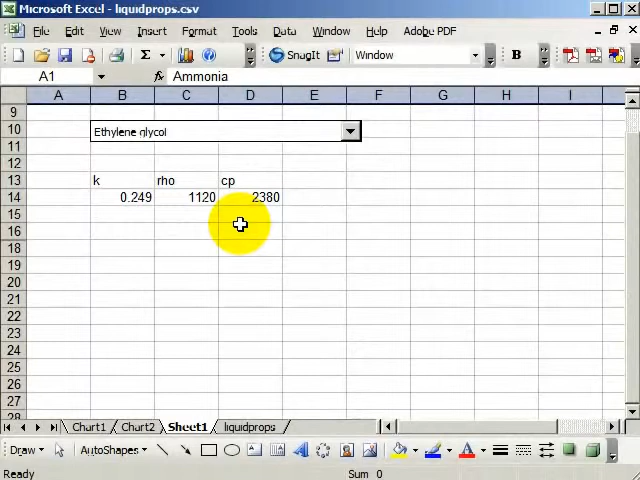 Microsoft Excel - liquidprops.csv
File Edit View Insert Format Tools Data Window Help Adobe PDF
Σ SnagIt Window B
A1 fx Ammonia
A B C D E F G H I
9
10 Ethylene glycol
11
12
13 k rho cp
14 0.249 1120 2380
15
16
18
19
20
21
22
23
24
25
26
27
28
Chart1 Chart2 Sheet1 liquidprops
Draw AutoShapes A A
Ready Sum 0